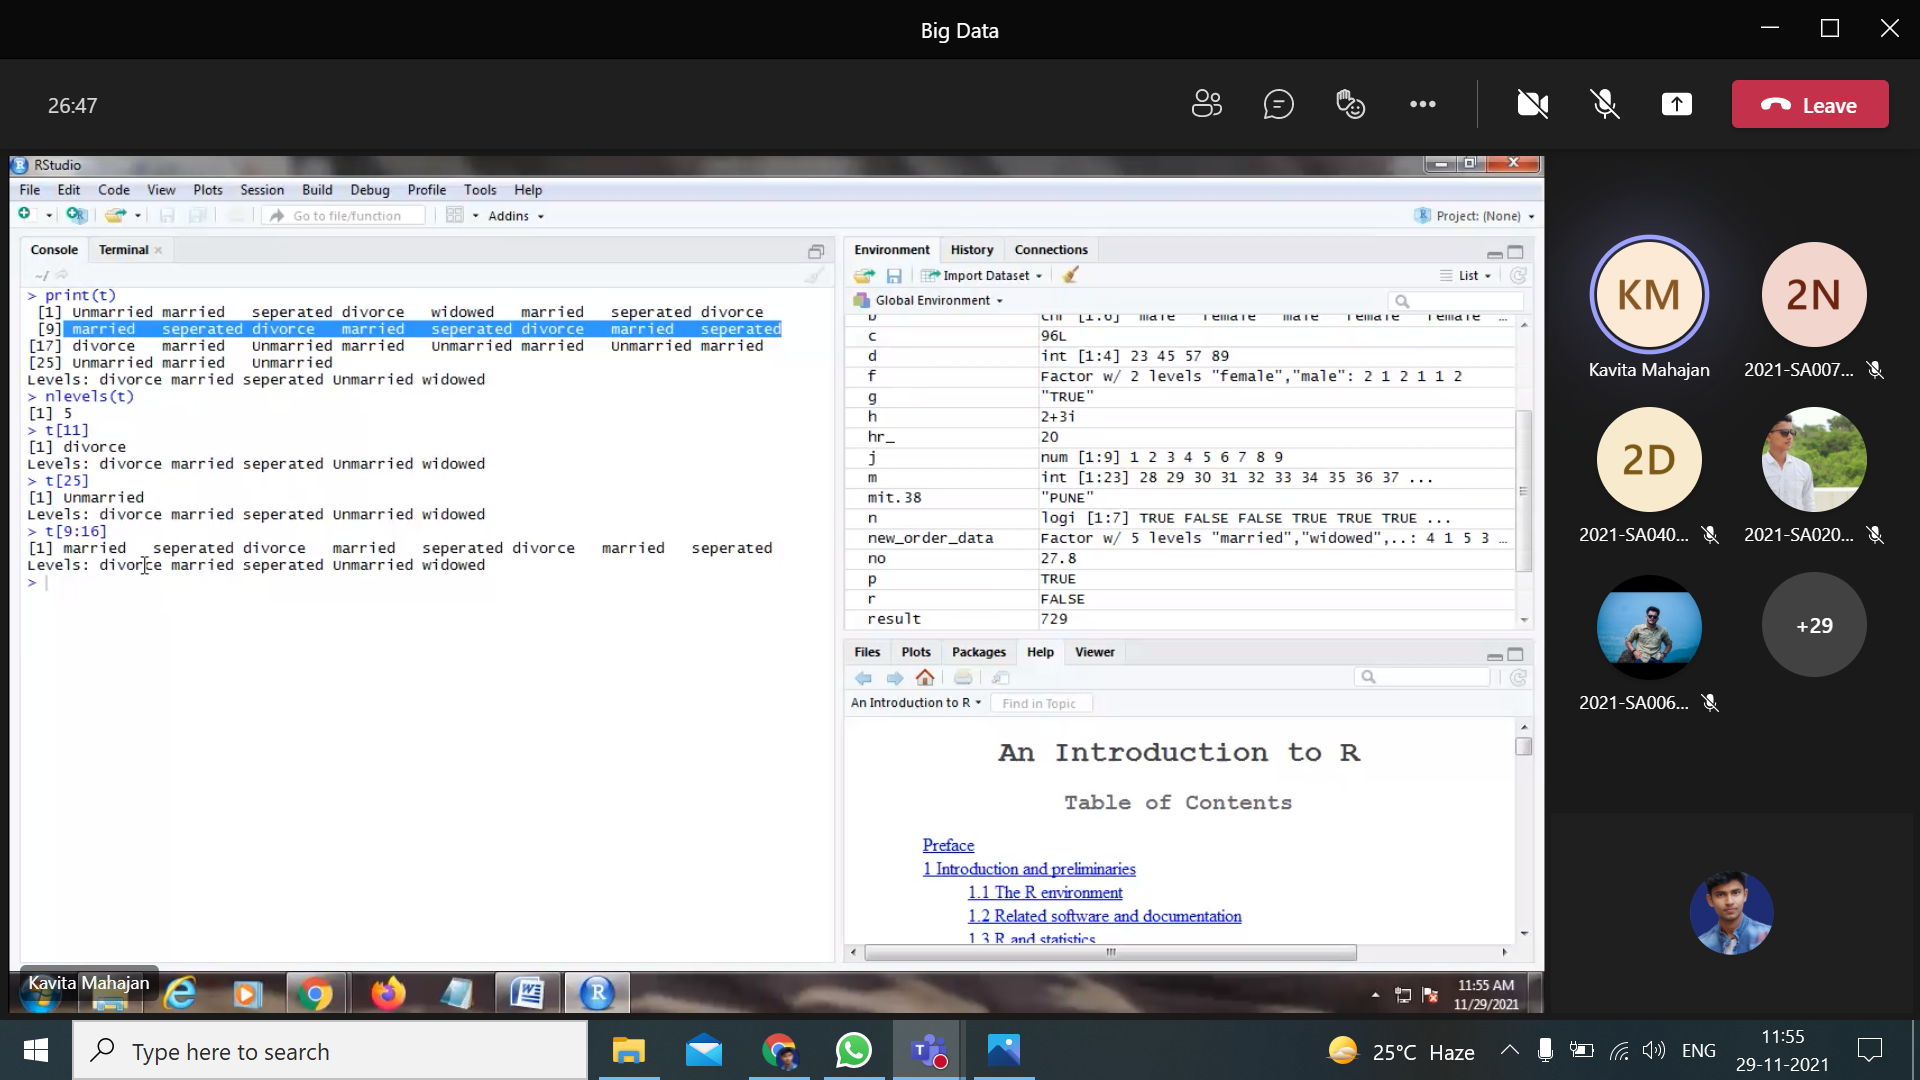 Big Data
26:47
Leave
RStudio
File Edit Code View Plots Session Build Debug Profile Tools Help
Go to file/function Addins Project: (None)
Console Terminal
~/
> print(t)
[1] Unmarried married seperated divorce widowed married seperated divorce
[9] married seperated divorce married seperated divorce married seperated
[17] divorce married Unmarried married Unmarried married Unmarried married
[25] Unmarried married Unmarried
Levels: divorce married seperated Unmarried widowed
> nlevels(t)
[1] 5
> t[11]
[1] divorce
Levels: divorce married seperated Unmarried widowed
> t[25]
[1] Unmarried
Levels: divorce married seperated Unmarried widowed
> t[9:16]
[1] married seperated divorce married seperated divorce married seperated
Levels: divorce married seperated Unmarried widowed
>
Environment History Connections
Import Dataset List
Global Environment
b chr [1:6] "male" "female" "male" "female" "female" ...
c 96L
d int [1:4] 23 45 57 89
f Factor w/ 2 levels "female","male": 2 1 2 1 1 2
g "TRUE"
h 2+3i
hr_ 20
j num [1:9] 1 2 3 4 5 6 7 8 9
m int [1:23] 28 29 30 31 32 33 34 35 36 37 ...
mit.38 "PUNE"
n logi [1:7] TRUE FALSE FALSE TRUE TRUE TRUE ...
new_order_data Factor w/ 5 levels "married","widowed",..: 4 1 5 3 ...
no 27.8
p TRUE
r FALSE
result 729
Files Plots Packages Help Viewer
An Introduction to R Find in Topic
An Introduction to R
Table of Contents
Preface
1 Introduction and preliminaries
1.1 The R environment
1.2 Related software and documentation
1.3 R and statistics
KM
Kavita Mahajan
2N
2021-SA007...
2D
2021-SA040...
2021-SA020...
2021-SA006...
+29
Kavita Mahajan
11:55 AM
11/29/2021
Type here to search
25°C Haze
ENG
11:55
29-11-2021